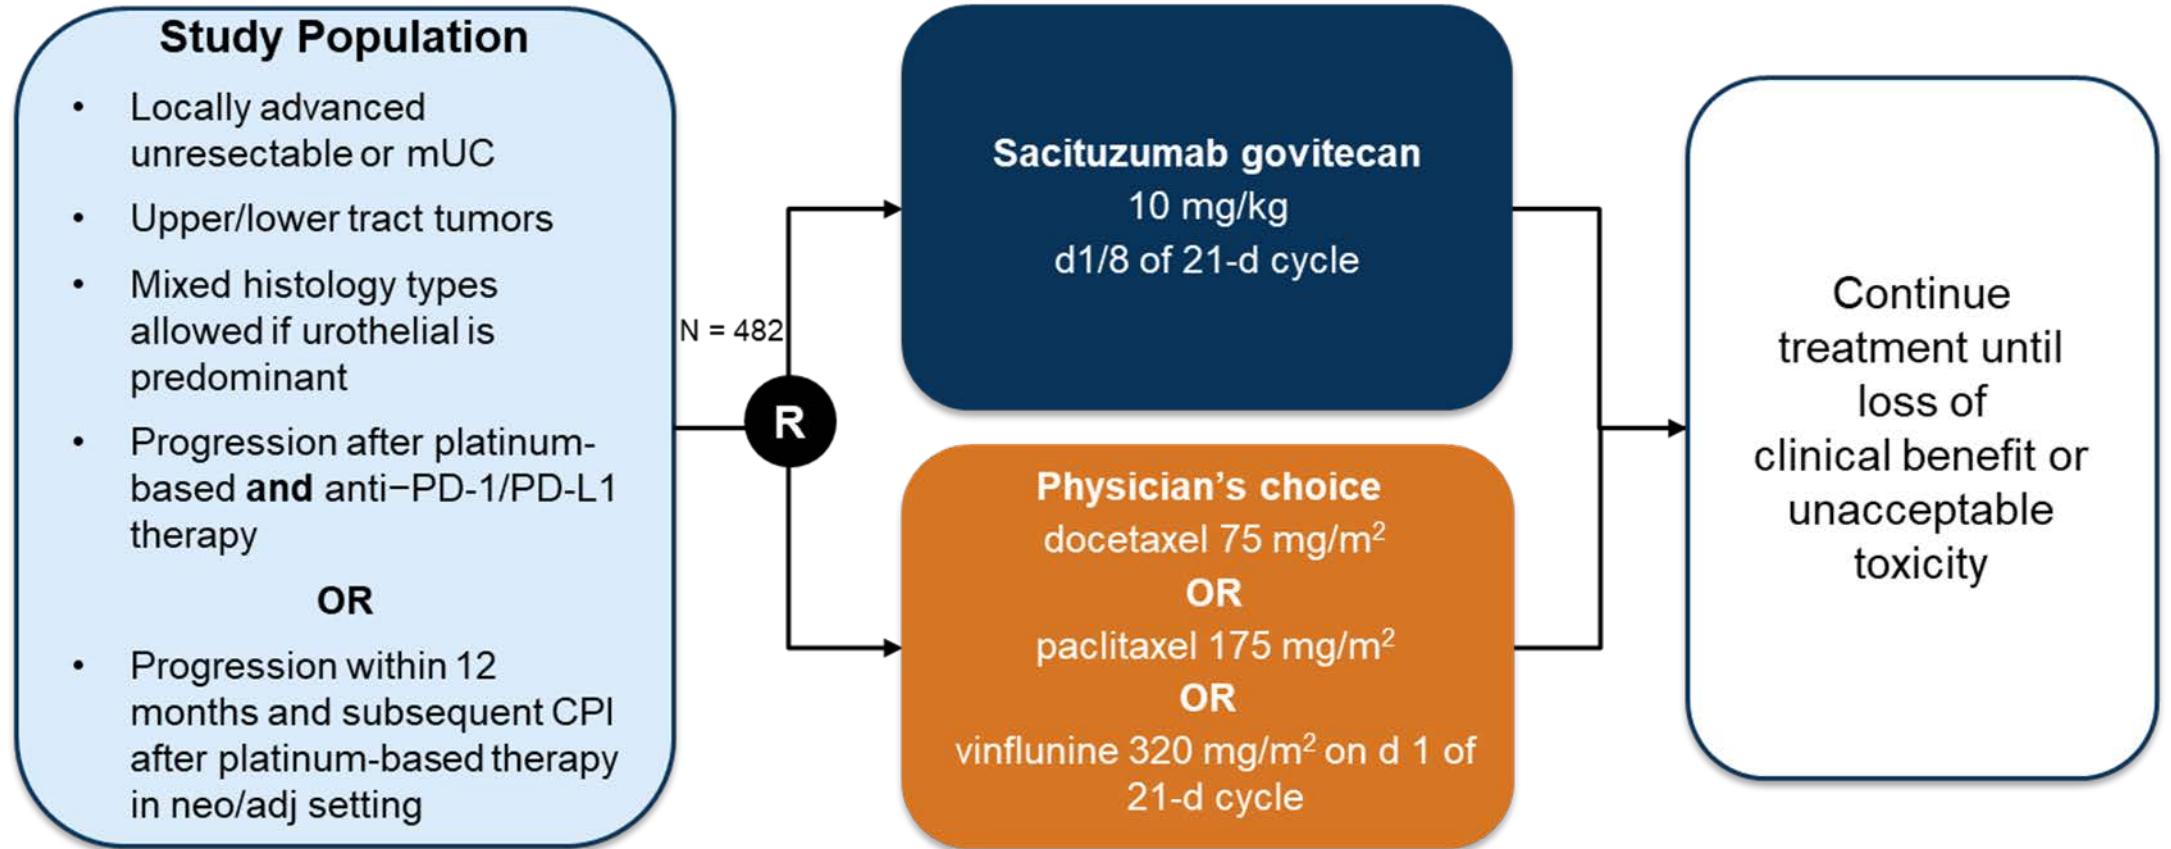 Study Population
• Locally advanced
unresectable or mUC
• Upper/lower tract tumors
• Mixed histology types
allowed if urothelial is
predominant
• Progression after platinum-
based and anti−PD-1/PD-L1
therapy
OR
• Progression within 12
months and subsequent CPI
after platinum-based therapy
in neo/adj setting
N = 482
R
Sacituzumab govitecan
10 mg/kg
d1/8 of 21-d cycle
Physician’s choice
docetaxel 75 mg/m²
OR
paclitaxel 175 mg/m²
OR
vinflunine 320 mg/m² on d 1 of
21-d cycle
Continue
treatment until
loss of
clinical benefit or
unacceptable
toxicity